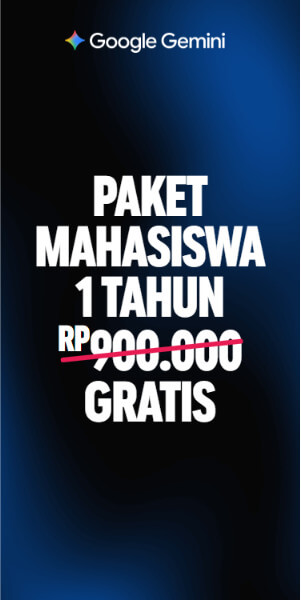 Google Gemini
PAKET
MAHASISWA
1 TAHUN
RP900.000
GRATIS